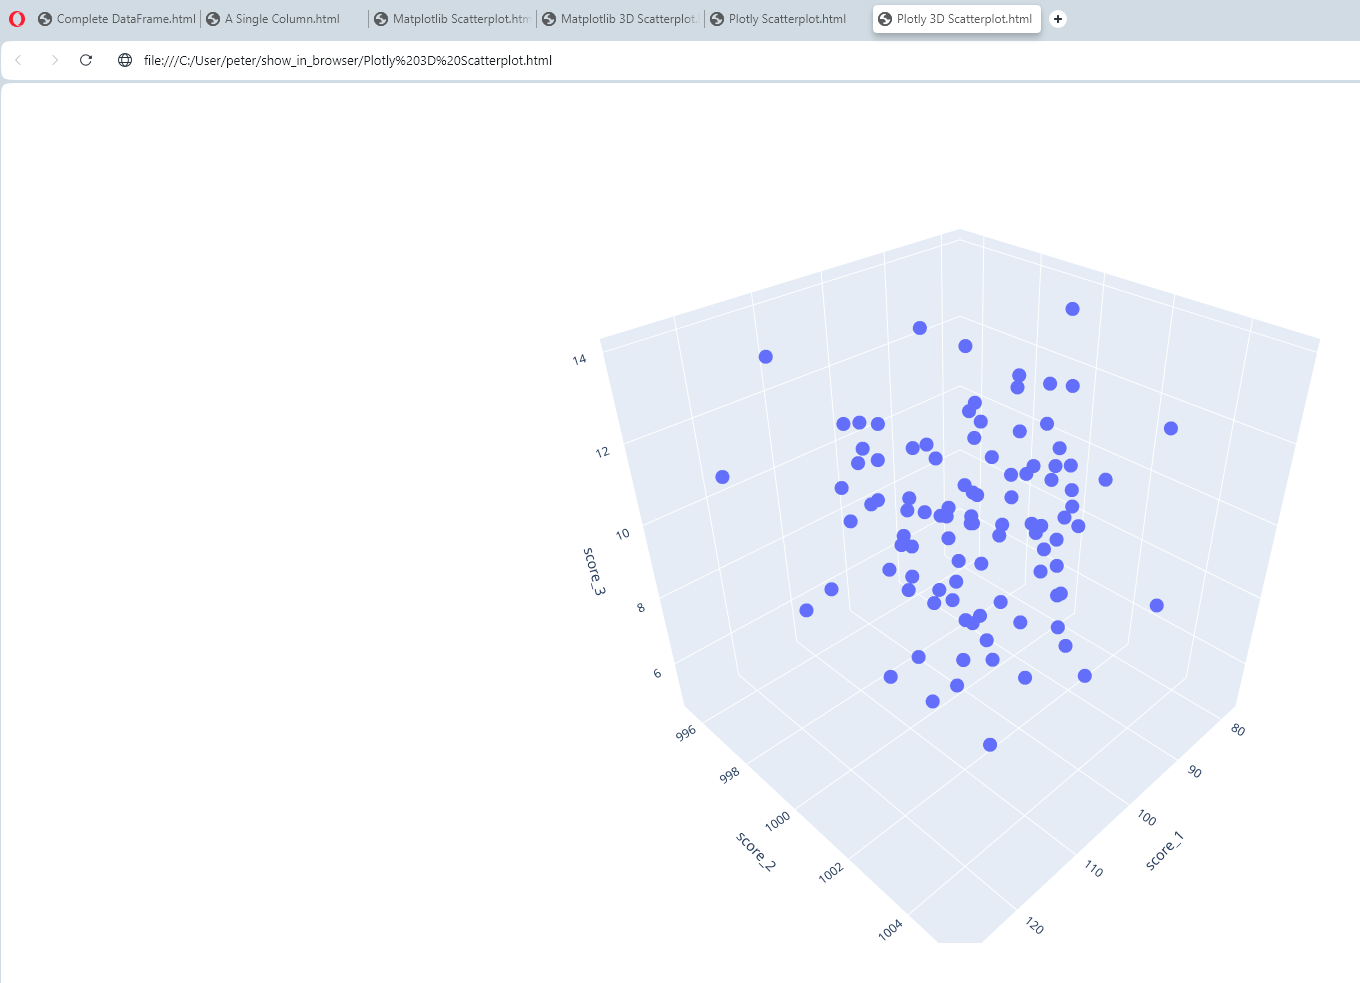 Complete DataFrame.html
A Single Column.html
Matplotlib Scatterplot.htm
Matplotlib 3D Scatterplot.
Plotly Scatterplot.html
Plotly 3D Scatterplot.html
file:///C:/User/peter/show_in_browser/Plotly%203D%20Scatterplot.html
14
12
10
8
6
score_3
996
998
1000
1002
1004
score_2
80
90
100
110
120
score_1